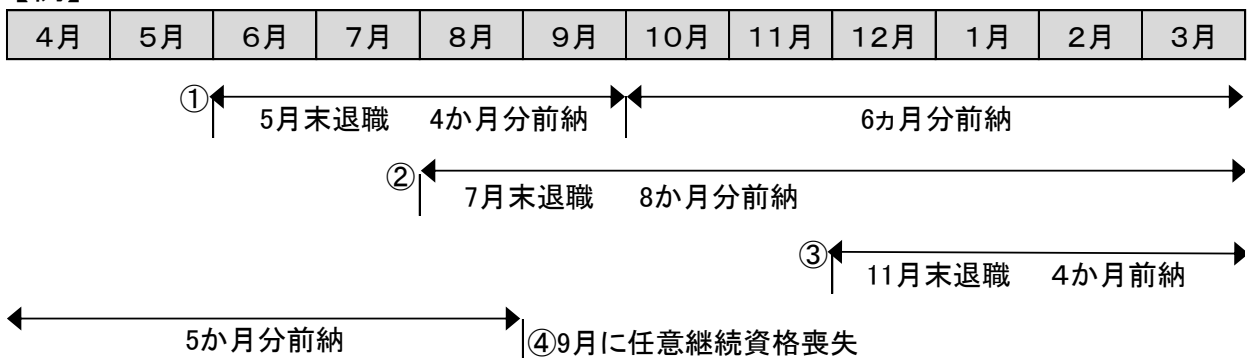 4月 5月 6月 7月 8月 9月 10月 11月 12月 1月 2月 3月
① 5月末退職 4か月分前納 6ヵ月分前納
② 7月末退職 8か月分前納
③ 11月末退職 4か月前納
5か月分前納 ④9月に任意継続資格喪失